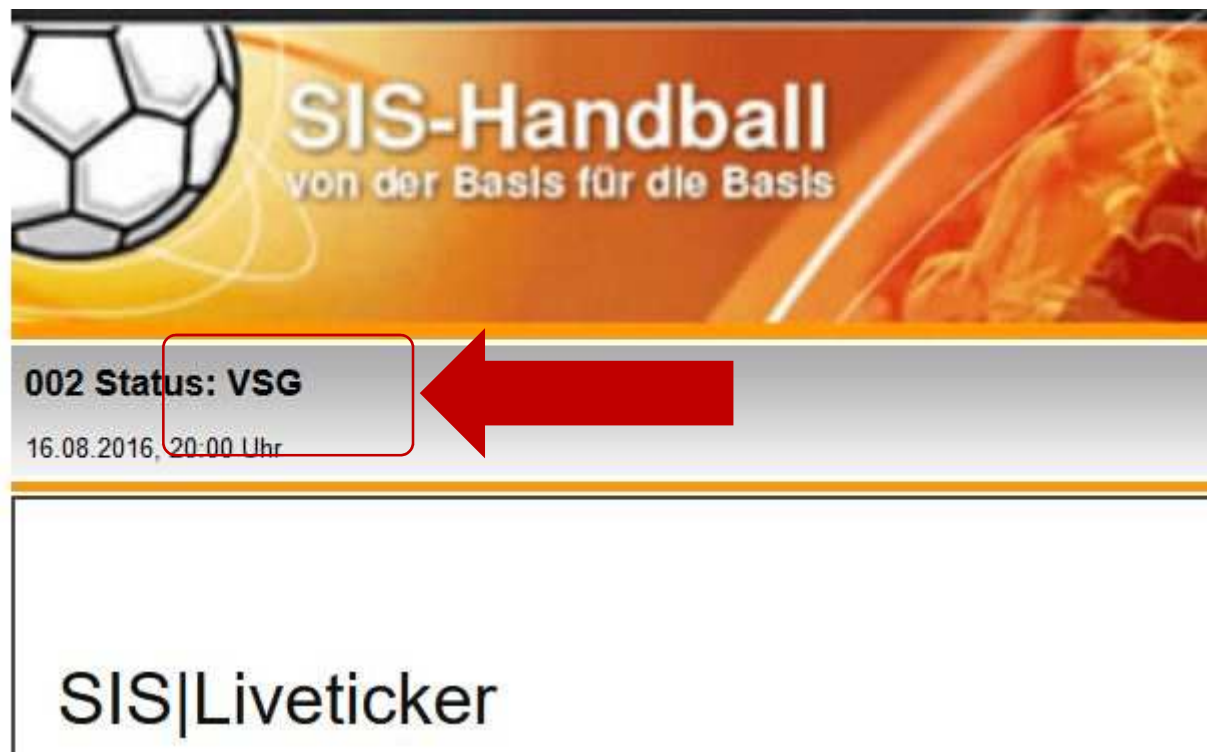 SIS-Handball
von der Basis für die Basis
002 Status: VSG
16.08.2016, 20:00 Uhr
SIS|Liveticker